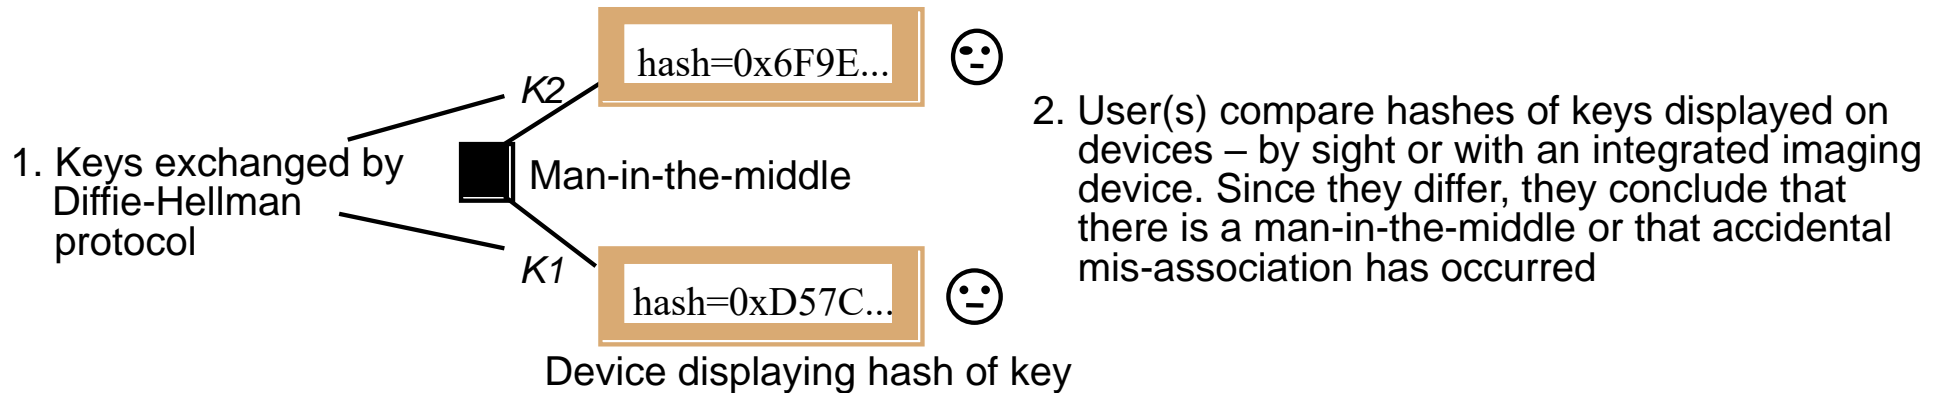 hash=0x6F9E...
K2
1. Keys exchanged by
Diffie-Hellman
protocol
Man-in-the-middle
K1
hash=0xD57C...
Device displaying hash of key
2. User(s) compare hashes of keys displayed on
devices – by sight or with an integrated imaging
device. Since they differ, they conclude that
there is a man-in-the-middle or that accidental
mis-association has occurred